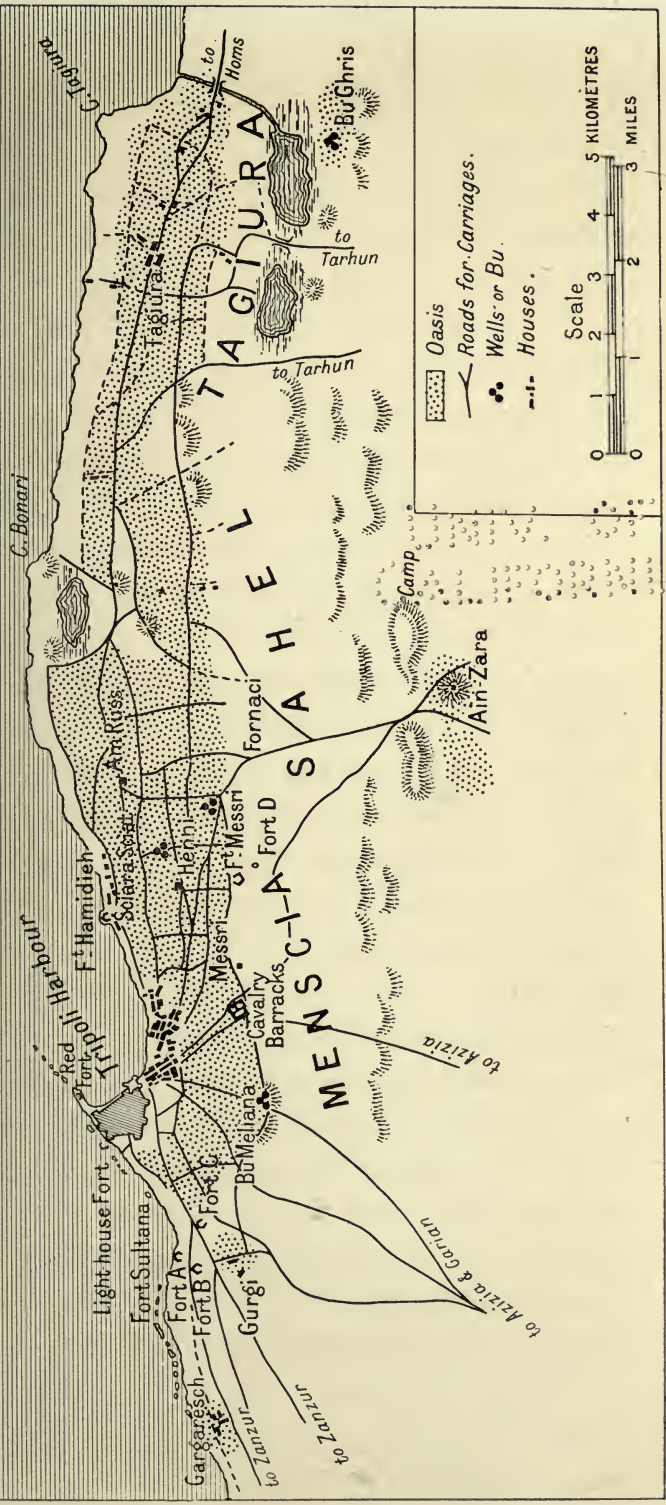 C. Tagiura
to Homs
Bu Ghris
TAGIURA
Tagiura
to
Tarhun
to Tarhun
C. Bonari
SAHEL
Camp
Ain-Zara
Am Russ
Fornaci
Sciara Sciat
Henni
Ft. Messri
Fort D
Ft. Hamidieh
Messri
MENSCIA
Tripoli Harbour
Red
Fort
Cavalry
Barracks
to Azizia
Light house Fort
Bu Meliana
Fort Sultana
Fort C
Fort A
Fort B
Gurgi
to Azizia & Garian
Gargaresch
to Zanzur
to Zanzur
Oasis
Roads for Carriages.
Wells or Bu.
Houses.
Scale
0 1 2 3 4 5 KILOMÈTRES
0 1 2 3 MILES